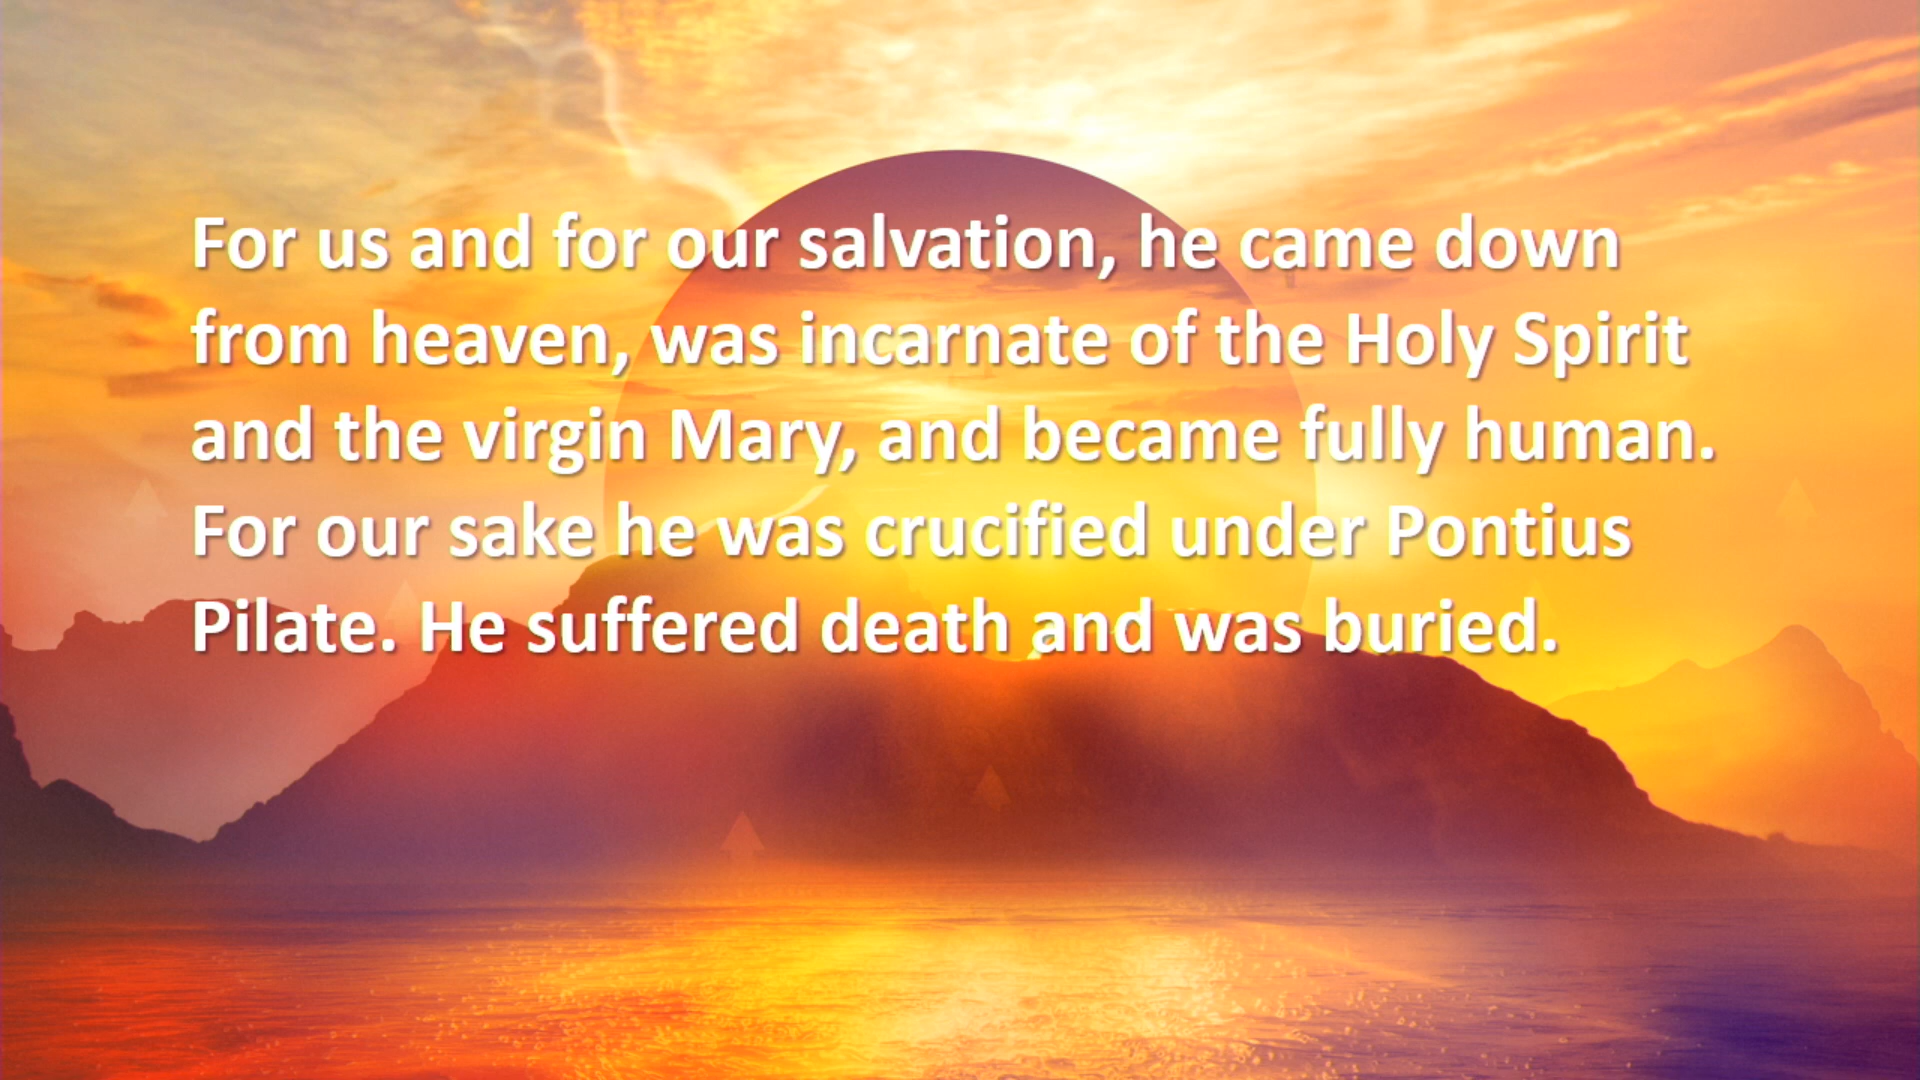 For us and for our salvation, he came down
from heaven, was incarnate of the Holy Spirit
and the virgin Mary, and became fully human.
For our sake he was crucified under Pontius
Pilate. He suffered death and was buried.